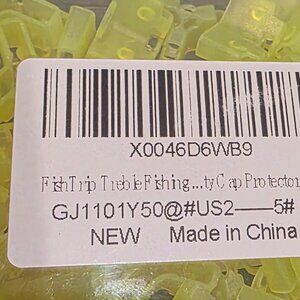 X0046D6WB9
FishTrip Treble Fishing...ty Cap Protector
GJ1101Y50@#US2——5#
NEW Made in China